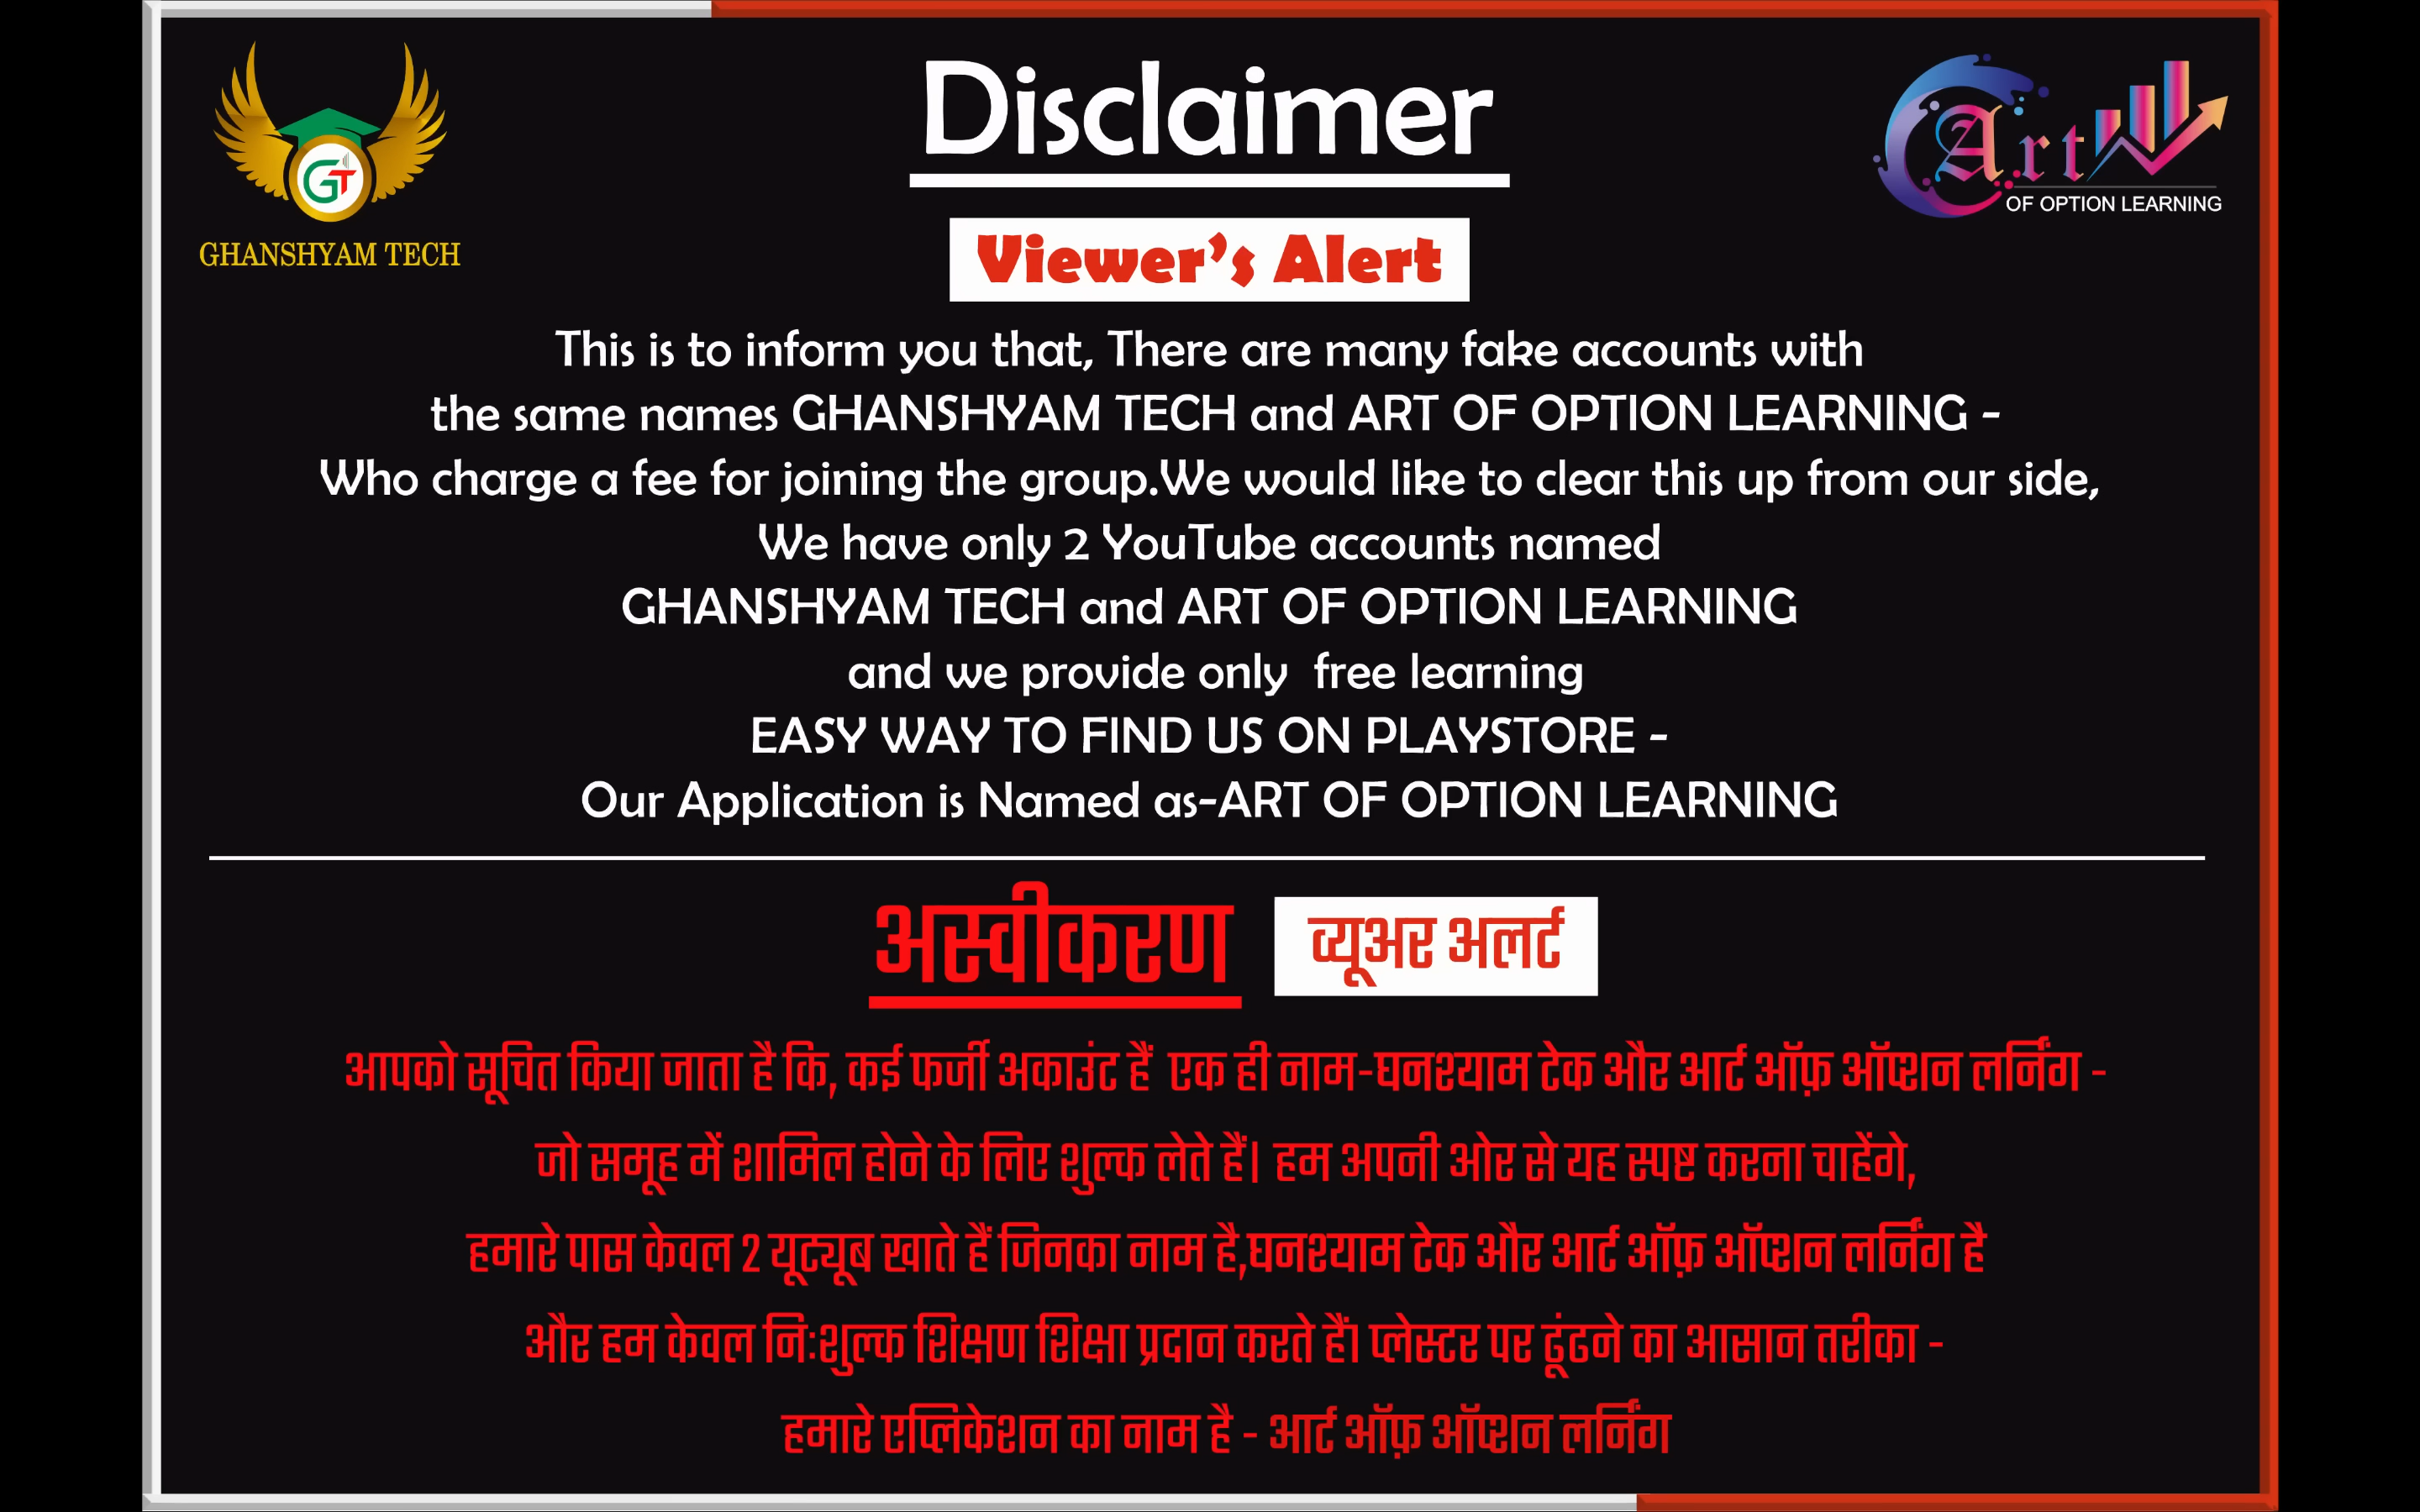 GT
GHANSHYAM TECH
Disclaimer
Art
OF OPTION LEARNING
Viewer's Alert
This is to inform you that, There are many fake accounts with
the same names GHANSHYAM TECH and ART OF OPTION LEARNING -
Who charge a fee for joining the group.We would like to clear this up from our side,
We have only 2 YouTube accounts named
GHANSHYAM TECH and ART OF OPTION LEARNING
and we provide only free learning
EASY WAY TO FIND US ON PLAYSTORE -
Our Application is Named as-ART OF OPTION LEARNING
अस्वीकरण व्यूअर अलर्ट
आपको सूचित किया जाता है कि, कई फर्जी अकाउंट हैं एक ही नाम-घनश्याम टेक और आर्ट ऑफ़ ऑप्शन लर्निंग -
जो समूह में शामिल होने के लिए शुल्क लेते हैं। हम अपनी ओर से यह स्पष्ट करना चाहेंगे,
हमारे पास केवल 2 यूट्यूब खाते हैं जिनका नाम है,घनश्याम टेक और आर्ट ऑफ़ ऑप्शन लर्निंग है
और हम केवल निःशुल्क शिक्षण शिक्षा प्रदान करते हैं। प्लेस्टर पर ढूंढने का आसान तरीका -
हमारे एप्लिकेशन का नाम है - आर्ट ऑफ़ ऑप्शन लर्निंग